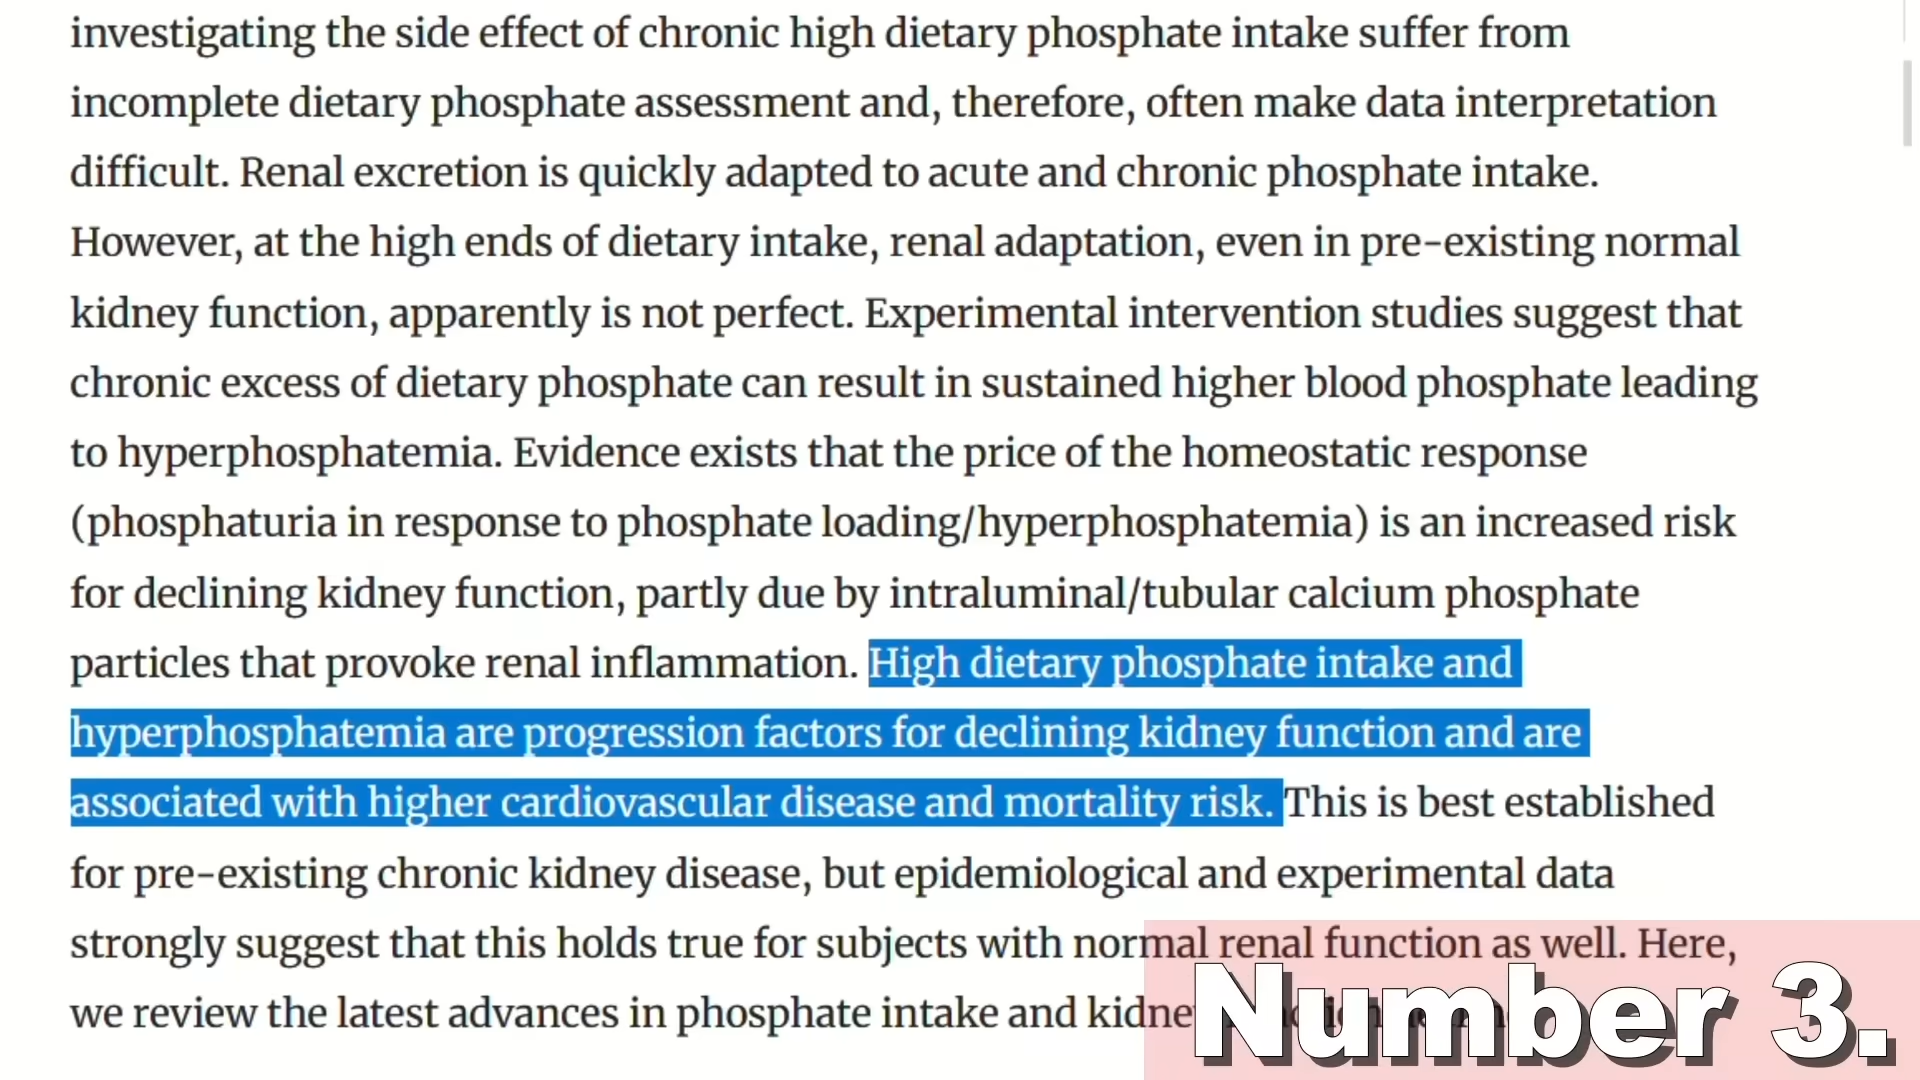 investigating the side effect of chronic high dietary phosphate intake suffer from
incomplete dietary phosphate assessment and, therefore, often make data interpretation
difficult. Renal excretion is quickly adapted to acute and chronic phosphate intake.
However, at the high ends of dietary intake, renal adaptation, even in pre-existing normal
kidney function, apparently is not perfect. Experimental intervention studies suggest that
chronic excess of dietary phosphate can result in sustained higher blood phosphate leading
to hyperphosphatemia. Evidence exists that the price of the homeostatic response
(phosphaturia in response to phosphate loading/hyperphosphatemia) is an increased risk
for declining kidney function, partly due by intraluminal/tubular calcium phosphate
particles that provoke renal inflammation. High dietary phosphate intake and
hyperphosphatemia are progression factors for declining kidney function and are
associated with higher cardiovascular disease and mortality risk. This is best established
for pre-existing chronic kidney disease, but epidemiological and experimental data
strongly suggest that this holds true for subjects with normal renal function as well. Here,
we review the latest advances in phosphate intake and
Number 3.